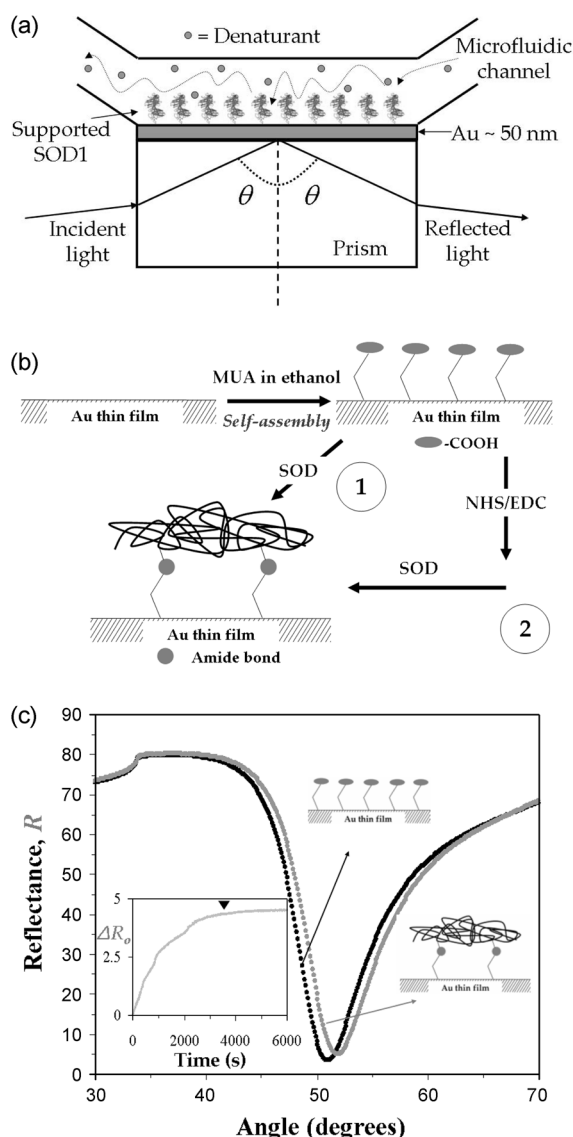 (a)
= Denaturant
Microfluidic
channel
Supported
SOD1
Au ~ 50 nm
θ
θ
Incident
light
Prism
Reflected
light
(b)
MUA in ethanol
Self-assembly
Au thin film
Au thin film
-COOH
SOD
1
NHS/EDC
SOD
2
Au thin film
Amide bond
(c)
90
80
70
60
50
40
30
20
10
0
Reflectance, R
Au thin film
Au thin film
5
2.5
0
ΔRo
0 2000 4000 6000
Time (s)
30 40 50 60 70
Angle (degrees)